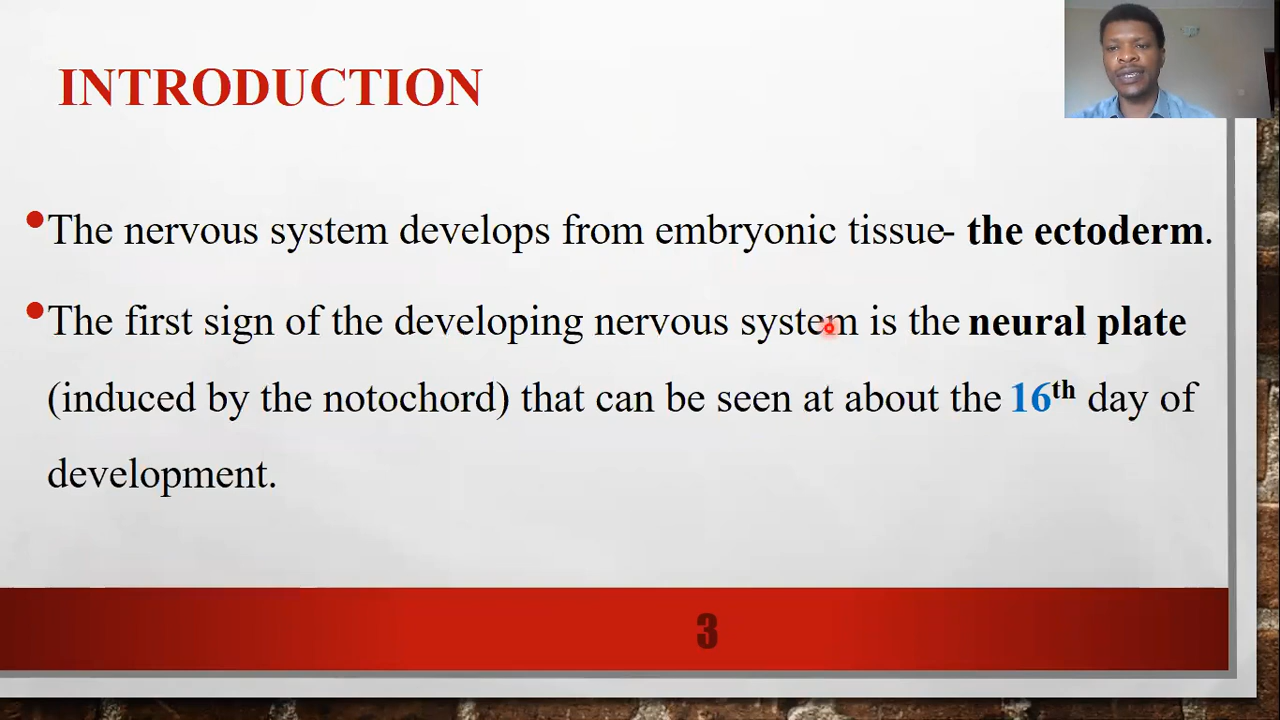 INTRODUCTION
•The nervous system develops from embryonic tissue- the ectoderm.
•The first sign of the developing nervous system is the neural plate
(induced by the notochord) that can be seen at about the 16th day of
development.
3